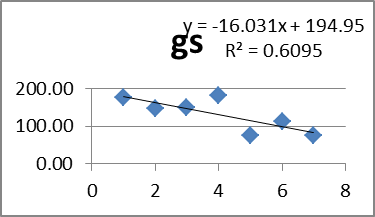 y = -16.031x + 194.95
gs
R² = 0.6095
200.00
100.00
0.00
0 2 4 6 8